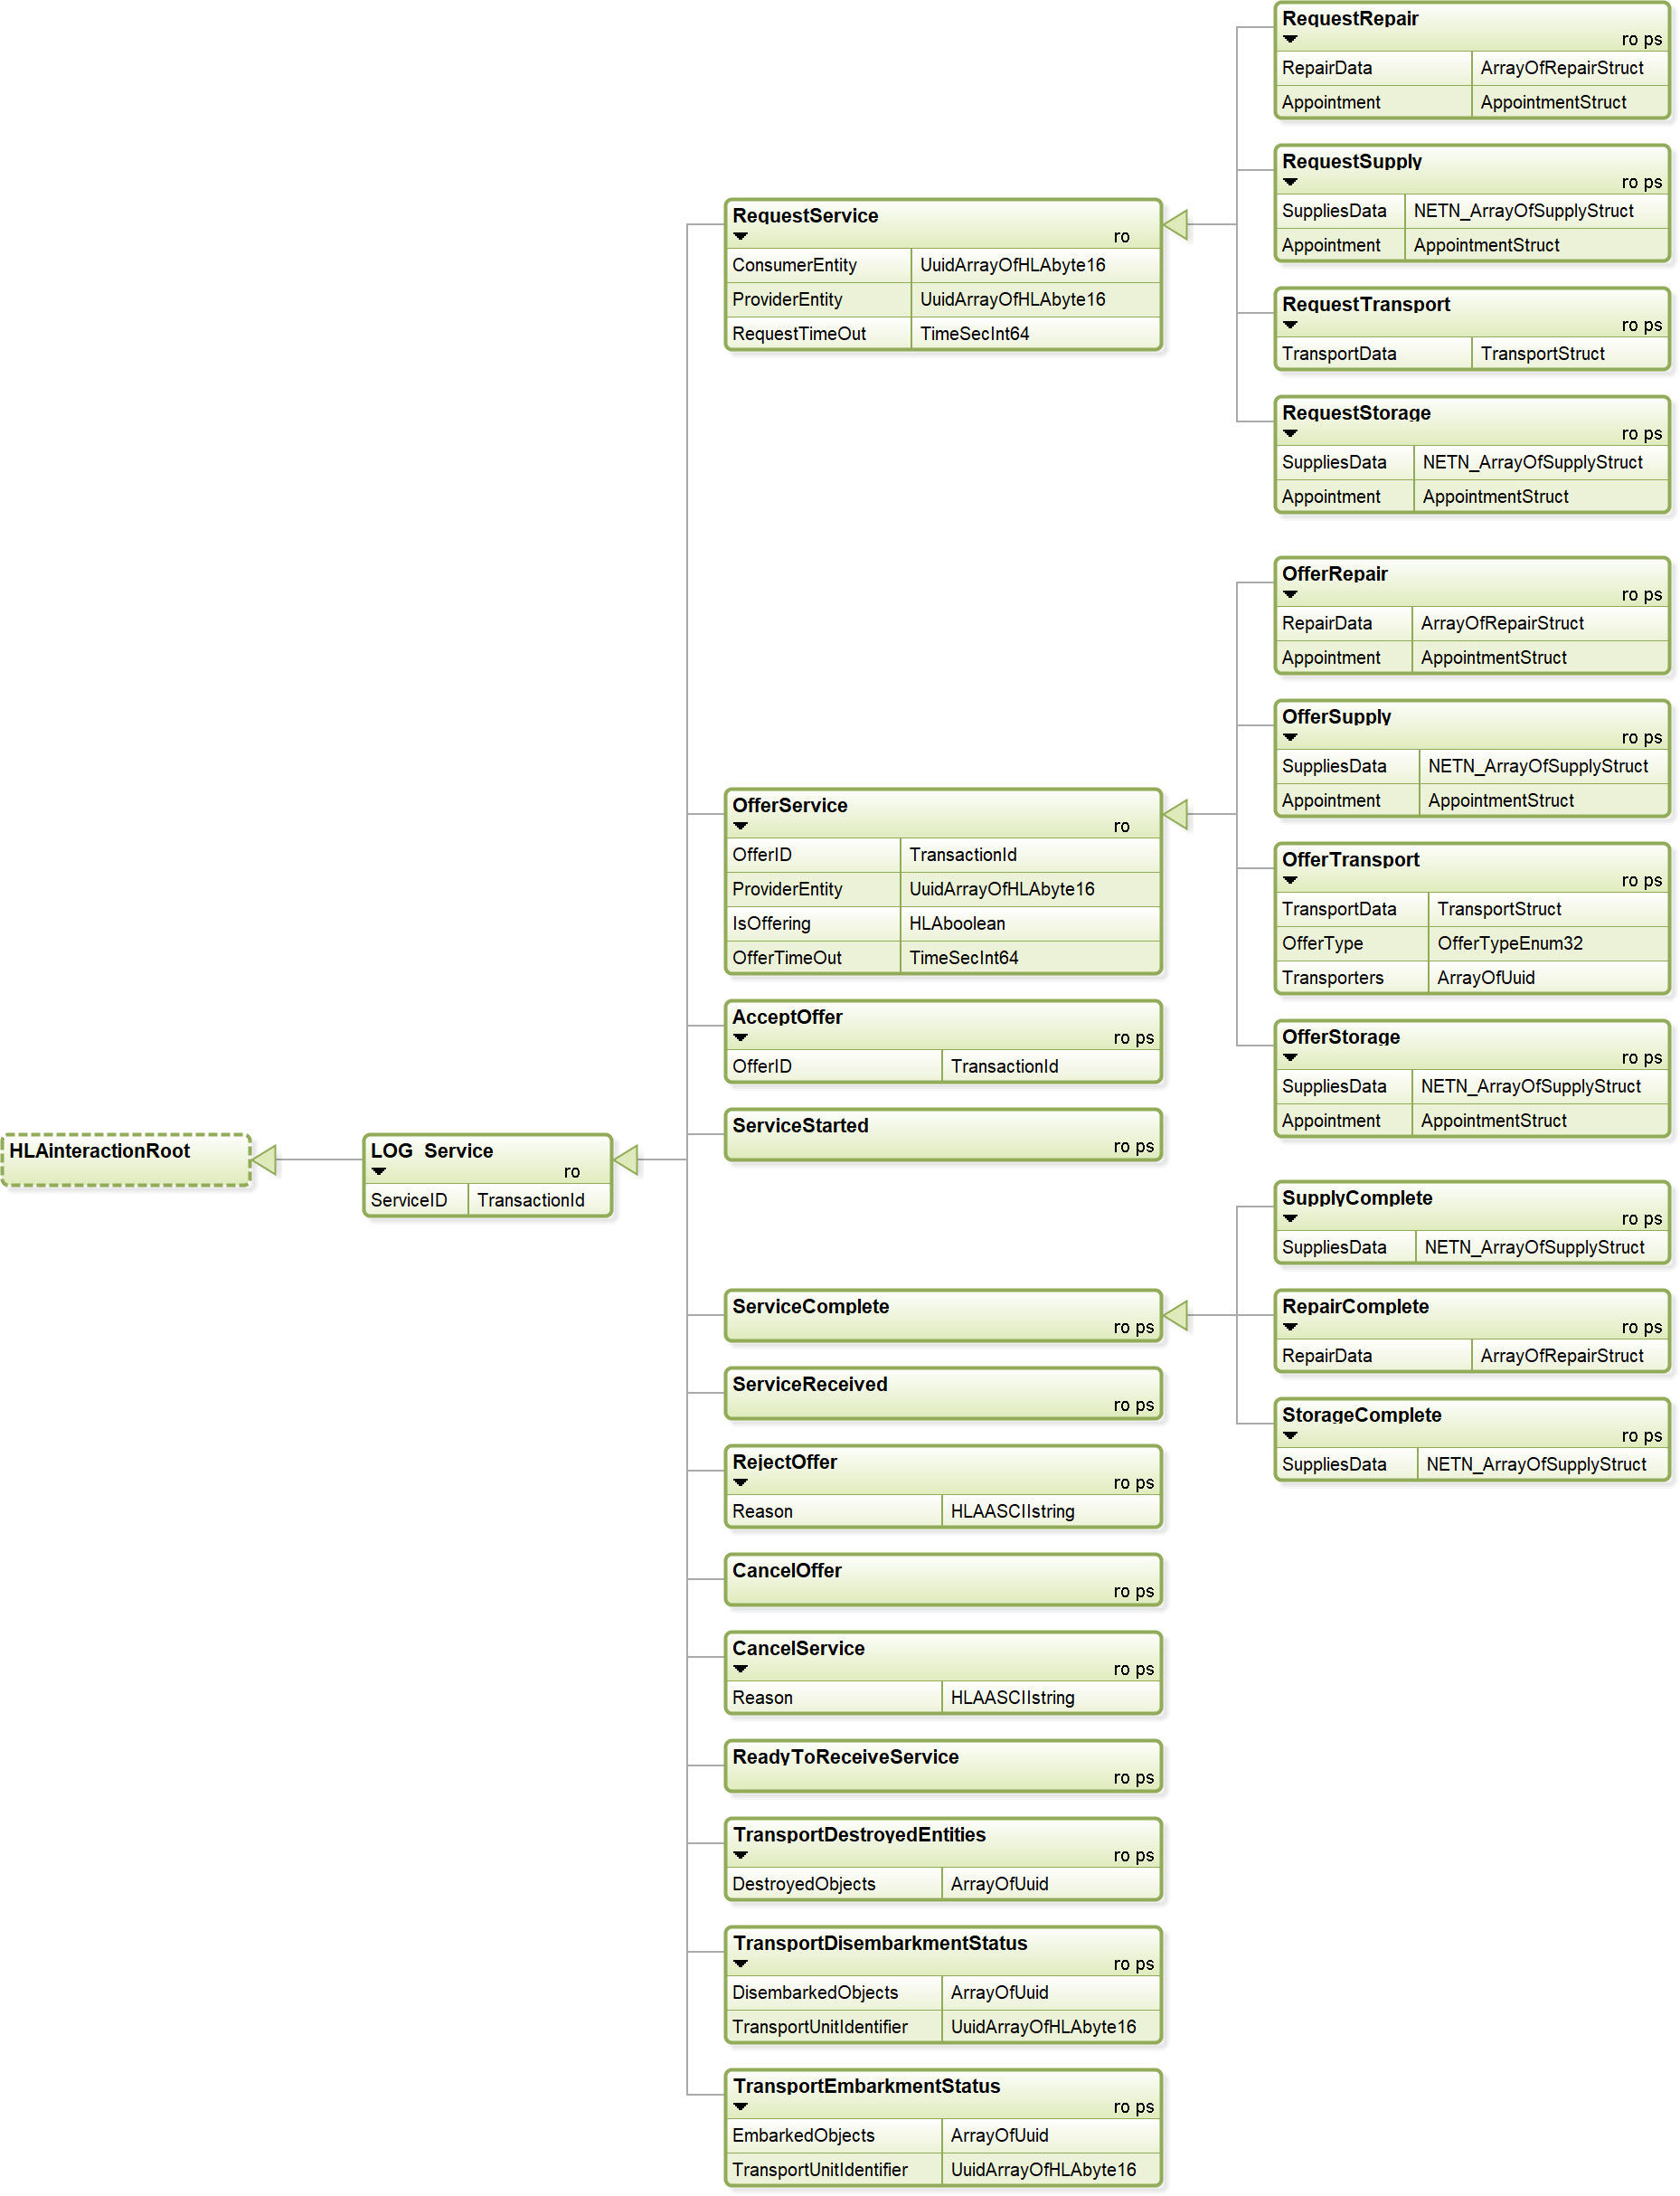 HLAinteractionRoot
LOG Service
ro
ServiceID TransactionId
RequestService
ro
ConsumerEntity UuidArrayOfHLAbyte16
ProviderEntity UuidArrayOfHLAbyte16
RequestTimeOut TimeSecInt64
RequestRepair
ro ps
RepairData ArrayOfRepairStruct
Appointment AppointmentStruct
RequestSupply
ro ps
SuppliesData NETN_ArrayOfSupplyStruct
Appointment AppointmentStruct
RequestTransport
ro ps
TransportData TransportStruct
RequestStorage
ro ps
SuppliesData NETN_ArrayOfSupplyStruct
Appointment AppointmentStruct
OfferService
ro
OfferID TransactionId
ProviderEntity UuidArrayOfHLAbyte16
IsOffering HLAboolean
OfferTimeOut TimeSecInt64
OfferRepair
ro ps
RepairData ArrayOfRepairStruct
Appointment AppointmentStruct
OfferSupply
ro ps
SuppliesData NETN_ArrayOfSupplyStruct
Appointment AppointmentStruct
OfferTransport
ro ps
TransportData TransportStruct
OfferType OfferTypeEnum32
Transporters ArrayOfUuid
OfferStorage
ro ps
SuppliesData NETN_ArrayOfSupplyStruct
Appointment AppointmentStruct
AcceptOffer
ro ps
OfferID TransactionId
ServiceStarted
ro ps
ServiceComplete
ro ps
SupplyComplete
ro ps
SuppliesData NETN_ArrayOfSupplyStruct
RepairComplete
ro ps
RepairData ArrayOfRepairStruct
StorageComplete
ro ps
SuppliesData NETN_ArrayOfSupplyStruct
ServiceReceived
ro ps
RejectOffer
ro ps
Reason HLAASCIIstring
CancelOffer
ro ps
CancelService
ro ps
Reason HLAASCIIstring
ReadyToReceiveService
ro ps
TransportDestroyedEntities
ro ps
DestroyedObjects ArrayOfUuid
TransportDisembarkmentStatus
ro ps
DisembarkedObjects ArrayOfUuid
TransportUnitIdentifier UuidArrayOfHLAbyte16
TransportEmbarkmentStatus
ro ps
EmbarkedObjects ArrayOfUuid
TransportUnitIdentifier UuidArrayOfHLAbyte16